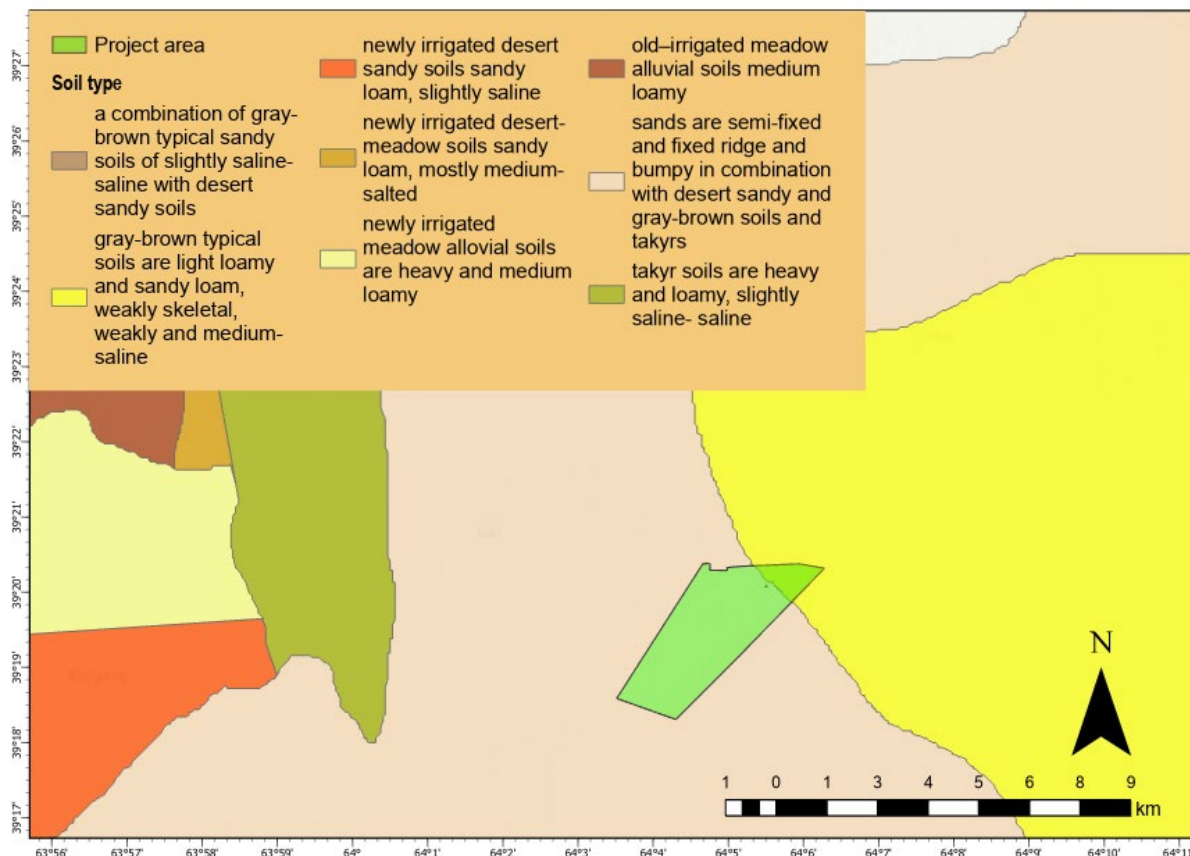 Project area
Soil type
a combination of gray-
brown typical sandy
soils of slightly saline-
saline with desert
sandy soils
gray-brown typical
soils are light loamy
and sandy loam,
weakly skeletal,
weakly and medium-
saline
newly irrigated desert
sandy soils sandy
loam, slightly saline
newly irrigated desert-
meadow soils sandy
loam, mostly medium-
salted
newly irrigated
meadow allovial soils
are heavy and medium
loamy
old–irrigated meadow
alluvial soils medium
loamy
sands are semi-fixed
and fixed ridge and
bumpy in combination
with desert sandy and
gray-brown soils and
takyrs
takyr soils are heavy
and loamy, slightly
saline- saline
39°27'
39°26'
39°25'
39°24'
39°23'
39°22'
39°21'
39°20'
39°19'
39°18'
39°17'
N
1 0 1 3 4 5 6 8 9
km
63°56' 63°57' 63°58' 63°59' 64°0' 64°1' 64°2' 64°3' 64°4' 64°5' 64°6' 64°7' 64°8' 64°9' 64°10' 64°11'